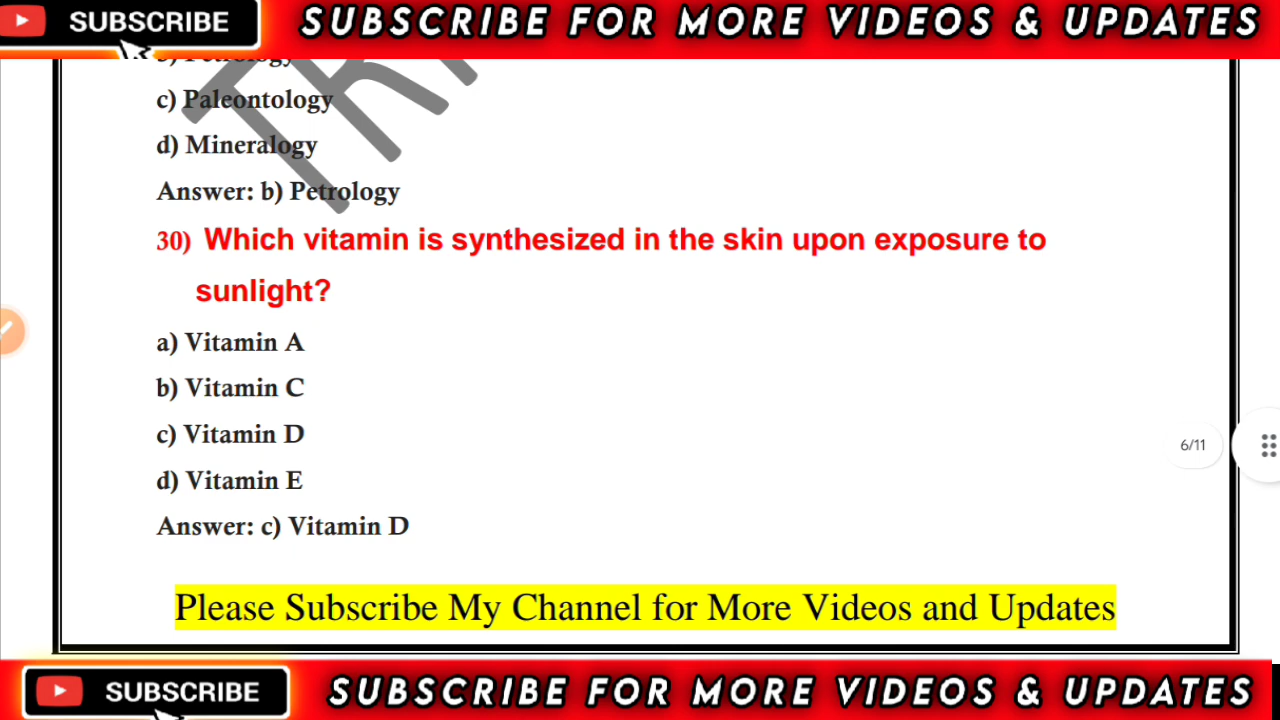 SUBSCRIBE SUBSCRIBE FOR MORE VIDEOS & UPDATES
b) Petrology
c) Paleontology
d) Mineralogy
Answer: b) Petrology
30) Which vitamin is synthesized in the skin upon exposure to
sunlight?
a) Vitamin A
b) Vitamin C
c) Vitamin D
6/11
d) Vitamin E
Answer: c) Vitamin D
Please Subscribe My Channel for More Videos and Updates
SUBSCRIBE SUBSCRIBE FOR MORE VIDEOS & UPDATES